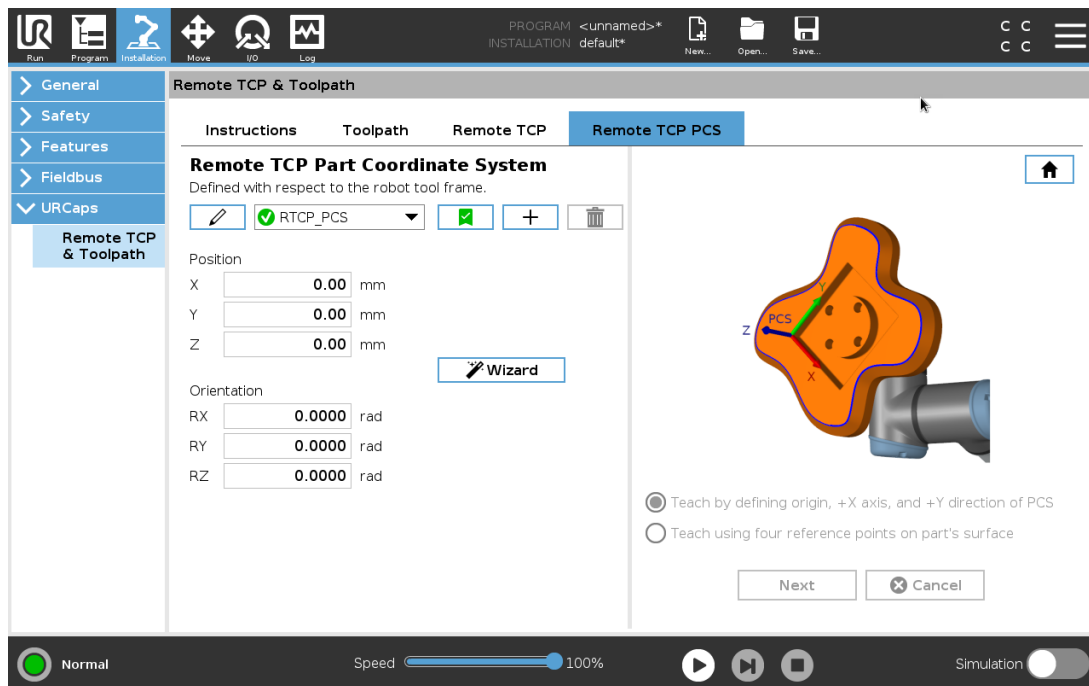 PROGRAM <unnamed>*
INSTALLATION default*
Run Program Installation Move I/O Log New... Open... Save...
C C
C C
General
Safety
Features
Fieldbus
URCaps
Remote TCP
& Toolpath
Remote TCP & Toolpath
Instructions Toolpath Remote TCP Remote TCP PCS
Remote TCP Part Coordinate System
Defined with respect to the robot tool frame.
RTCP_PCS
Position
X 0.00 mm
Y 0.00 mm
Z 0.00 mm
Wizard
Orientation
RX 0.0000 rad
RY 0.0000 rad
RZ 0.0000 rad
Y
PCS
Z
X
Teach by defining origin, +X axis, and +Y direction of PCS
Teach using four reference points on part's surface
Next Cancel
Normal Speed 100% Simulation